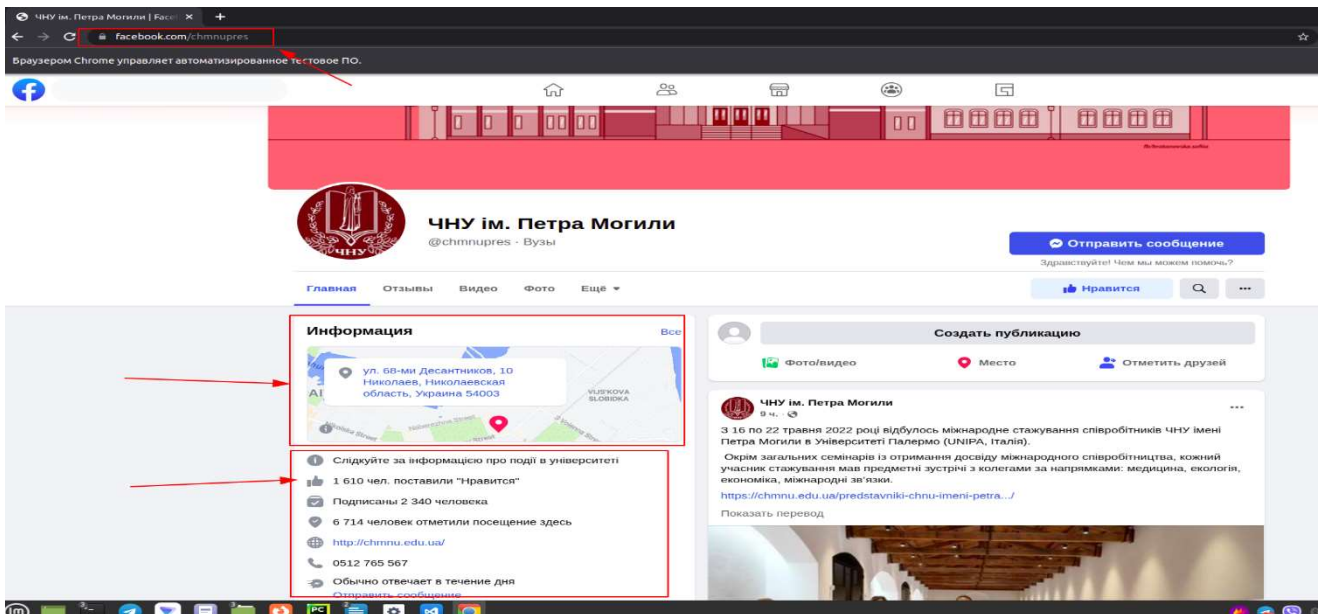 ЧНУ ім. Петра Могили | Face
facebook.com/chmnupres
Браузером Chrome управляет автоматизированное тестовое ПО.
ЧНУ
ЧНУ ім. Петра Могили
@chmnupres · Вузы
Отправить сообщение
Здравствуйте! Чем мы можем помочь?
Главная Отзывы Видео Фото Ещё
Нравится
Информация Все
ул. 68-ми Десантников, 10
Николаев, Николаевская
область, Украина 54003
VIJS'KOVA
SLOBIDKA
Street
Слідкуйте за інформацією про події в університеті
1 610 чел. поставили "Нравится"
Подписаны 2 340 человека
6 714 человек отметили посещение здесь
http://chmnu.edu.ua/
0512 765 567
Обычно отвечает в течение дня
Отправить сообщение
Создать публикацию
Фото/видео Место Отметить друзей
ЧНУ ім. Петра Могили
9 ч. ·
З 16 по 22 травня 2022 році відбулось міжнародне стажування співробітників ЧНУ імені
Петра Могили в Університеті Палермо (UNIPA, Італія).
Окрім загальних семінарів із отримання досвіду міжнародного співробітництва, кожний
учасник стажування мав предметні зустрічі з колегами за напрямками: медицина, екологія,
економіка, міжнародні зв'язки.
https://chmnu.edu.ua/predstavniki-chnu-imeni-petra.../
Показать перевод